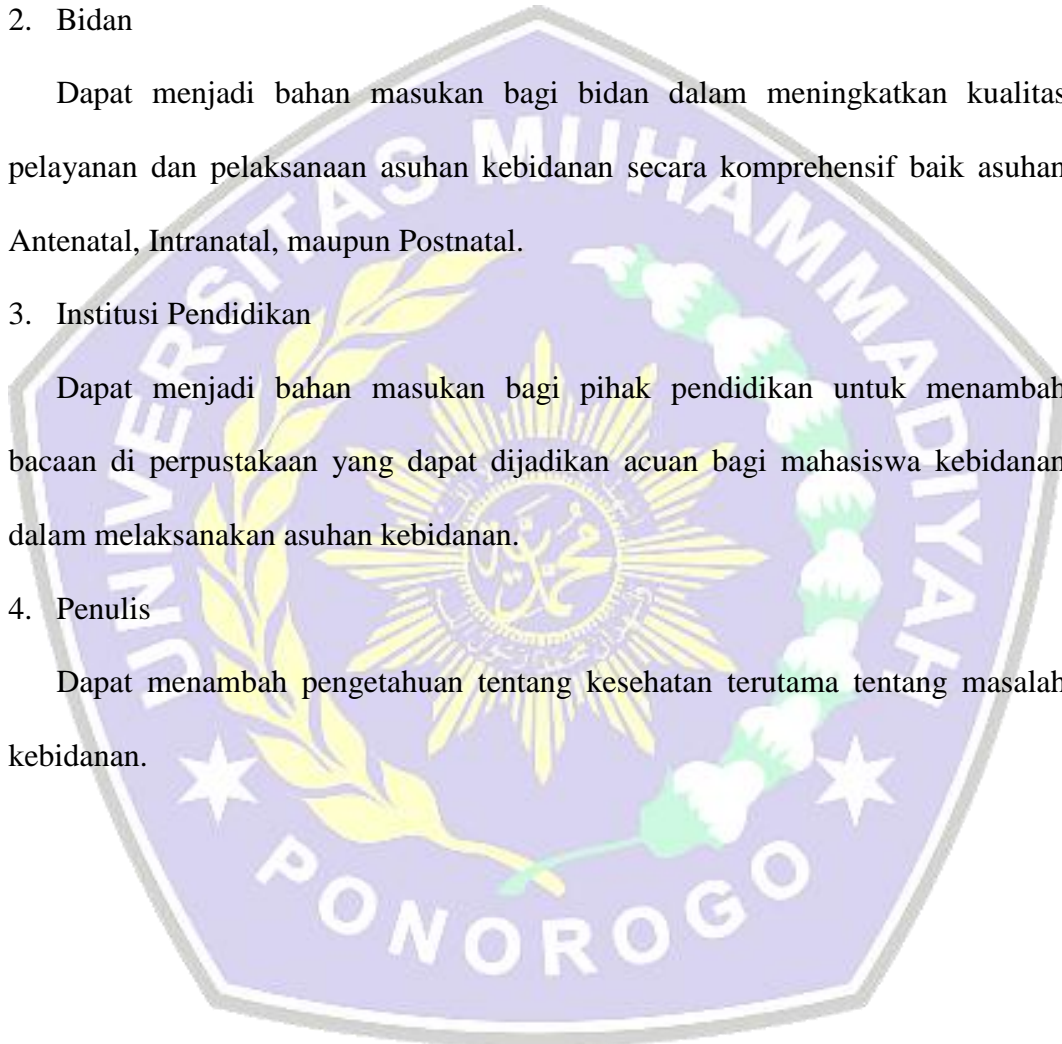 2. Bidan
Dapat menjadi bahan masukan bagi bidan dalam meningkatkan kualitas
pelayanan dan pelaksanaan asuhan kebidanan secara komprehensif baik asuhan
Antenatal, Intranatal, maupun Postnatal.
3. Institusi Pendidikan
Dapat menjadi bahan masukan bagi pihak pendidikan untuk menambah
bacaan di perpustakaan yang dapat dijadikan acuan bagi mahasiswa kebidanan
dalam melaksanakan asuhan kebidanan.
4. Penulis
Dapat menambah pengetahuan tentang kesehatan terutama tentang masalah
kebidanan.
UNIVERSITAS MUHAMMADIYAH
PONOROGO